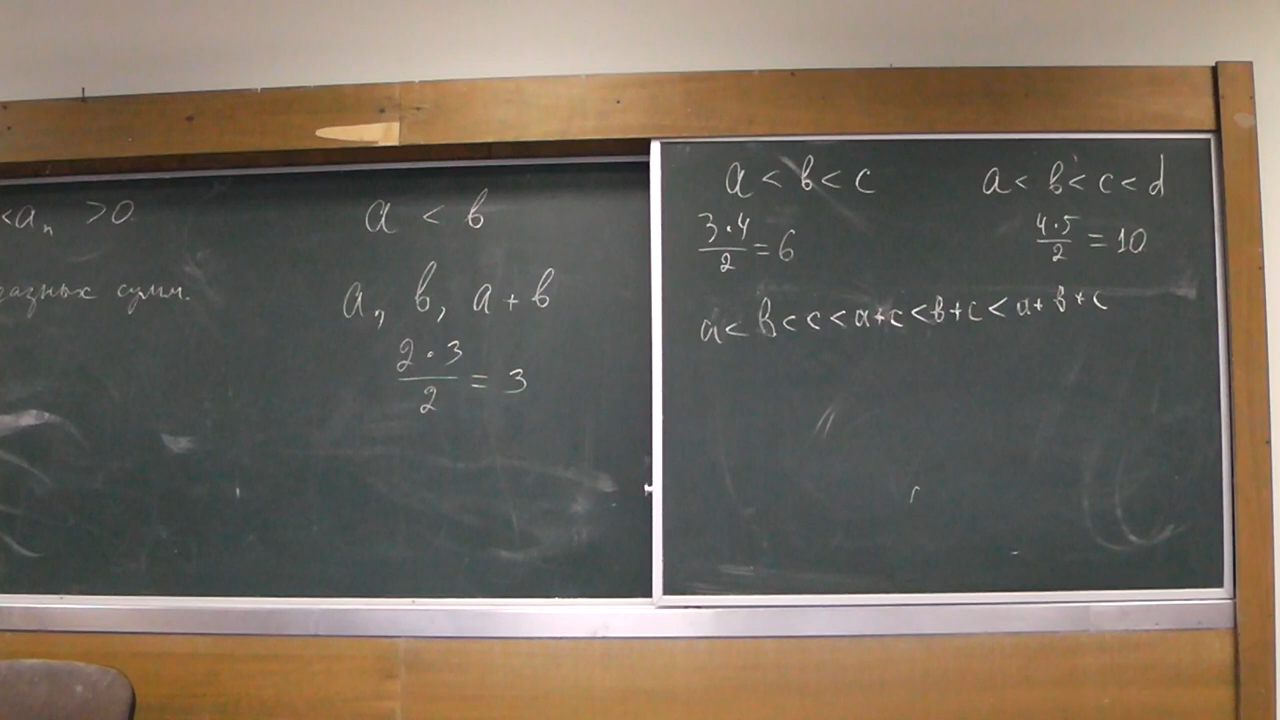 <aₙ >0
разных сумм.
a < b
a, b, a+b
2·3/2 = 3
a < b < c
3·4/2 = 6
a < b < c < d
4·5/2 = 10
a < b < c < a+c < b+c < a+b+c